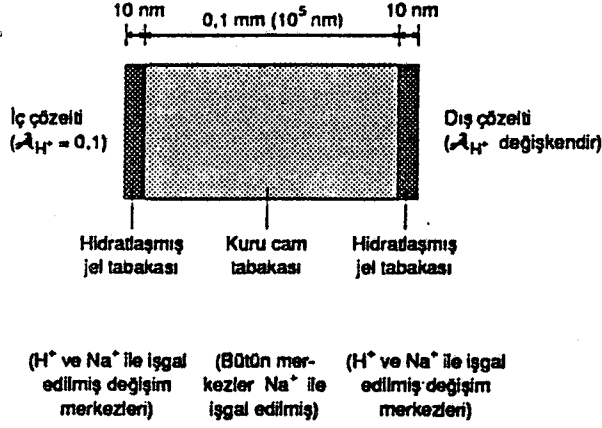 10 nm
0,1 mm (10⁵ nm)
10 nm
İç çözelti
(𝒜H⁺ = 0.1)
Dış çözelti
(𝒜H⁺ değişkendir)
Hidratlaşmış
jel tabakası
Kuru cam
tabakası
Hidratlaşmış
jel tabakası
(H⁺ ve Na⁺ ile işgal
edilmiş değişim
merkezleri)
(Bütün mer-
kezler Na⁺ ile
işgal edilmiş)
(H⁺ ve Na⁺ ile işgal
edilmiş değişim
merkezleri)